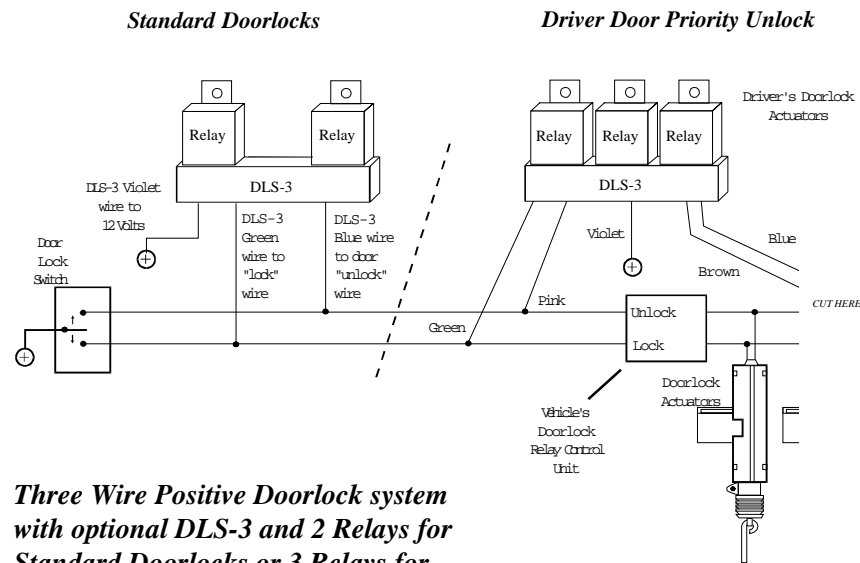 Standard Doorlocks
Driver Door Priority Unlock
Relay
Relay
DLS-3
DLS-3 Violet
wire to
12 Volts
DLS-3
Green
wire to
"lock"
wire
DLS-3
Blue wire
to door
"unlock"
wire
Door
Lock
Switch
Relay
Relay
Relay
DLS-3
Driver's Doorlock
Actuators
Violet
Blue
Brown
Pink
Green
CUT HERE
Unlock
Lock
Doorlock
Actuators
Vehicle's
Doorlock
Relay Control
Unit
Three Wire Positive Doorlock system
with optional DLS-3 and 2 Relays for
Standard Doorlocks or 3 Relays for